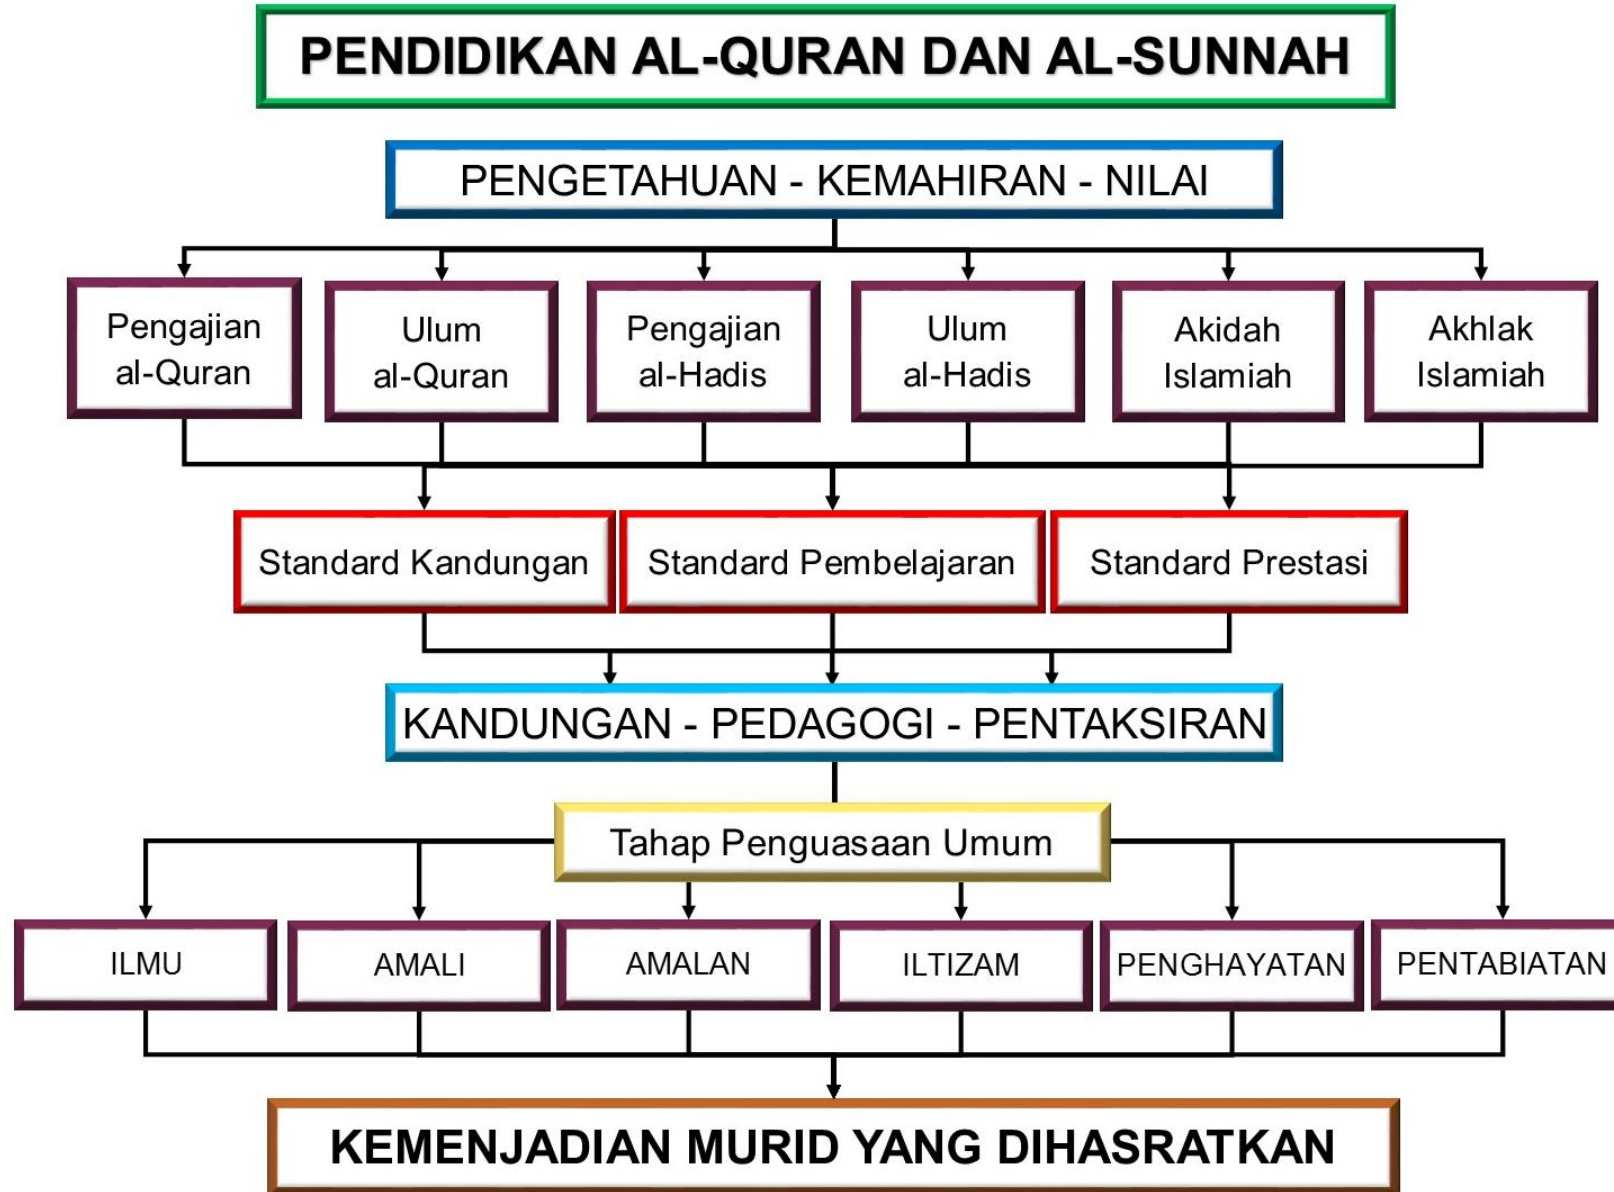 PENDIDIKAN AL-QURAN DAN AL-SUNNAH
PENGETAHUAN - KEMAHIRAN - NILAI
Pengajian
al-Quran
Ulum
al-Quran
Pengajian
al-Hadis
Ulum
al-Hadis
Akidah
Islamiah
Akhlak
Islamiah
Standard Kandungan
Standard Pembelajaran
Standard Prestasi
KANDUNGAN - PEDAGOGI - PENTAKSIRAN
Tahap Penguasaan Umum
ILMU
AMALI
AMALAN
ILTIZAM
PENGHAYATAN
PENTABIATAN
KEMENJADIAN MURID YANG DIHASRATKAN